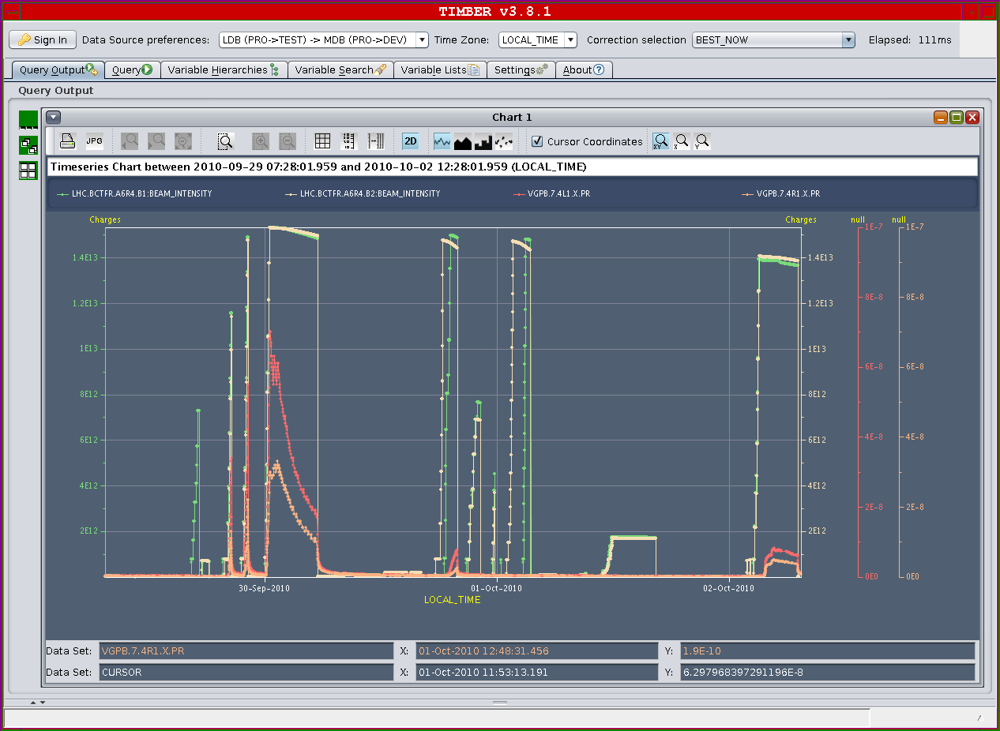 TIMBER v3.8.1
Sign In Data Source preferences: LDB (PRO->TEST) -> MDB (PRO->DEV) Time Zone: LOCAL_TIME Correction selection BEST_NOW Elapsed: 111ms
Query Output Query Variable Hierarchies Variable Search Variable Lists Settings About
Query Output
Chart 1
JPG 2D Cursor Coordinates XY X Y
Timeseries Chart between 2010-09-29 07:28:01.959 and 2010-10-02 12:28:01.959 (LOCAL_TIME)
LHC.BCTFR.A6R4.B1:BEAM_INTENSITY LHC.BCTFR.A6R4.B2:BEAM_INTENSITY VGPB.7.4L1.X.PR VGPB.7.4R1.X.PR
Charges Charges null null
1E-7 1E-7
1.4E13 1.4E13
1.2E13 1.2E13 8E-8 8E-8
1E13 1E13
6E-8 6E-8
8E12 8E12
6E12 6E12 4E-8 4E-8
4E12 4E12
2E-8 2E-8
2E12 2E12
0E0 0E0
30-Sep-2010 01-Oct-2010 02-Oct-2010
LOCAL_TIME
Data Set: VGPB.7.4R1.X.PR X: 01-Oct-2010 12:48:31.456 Y: 1.9E-10
Data Set: CURSOR X: 01-Oct-2010 11:53:13.191 Y: 6.297968397291196E-8